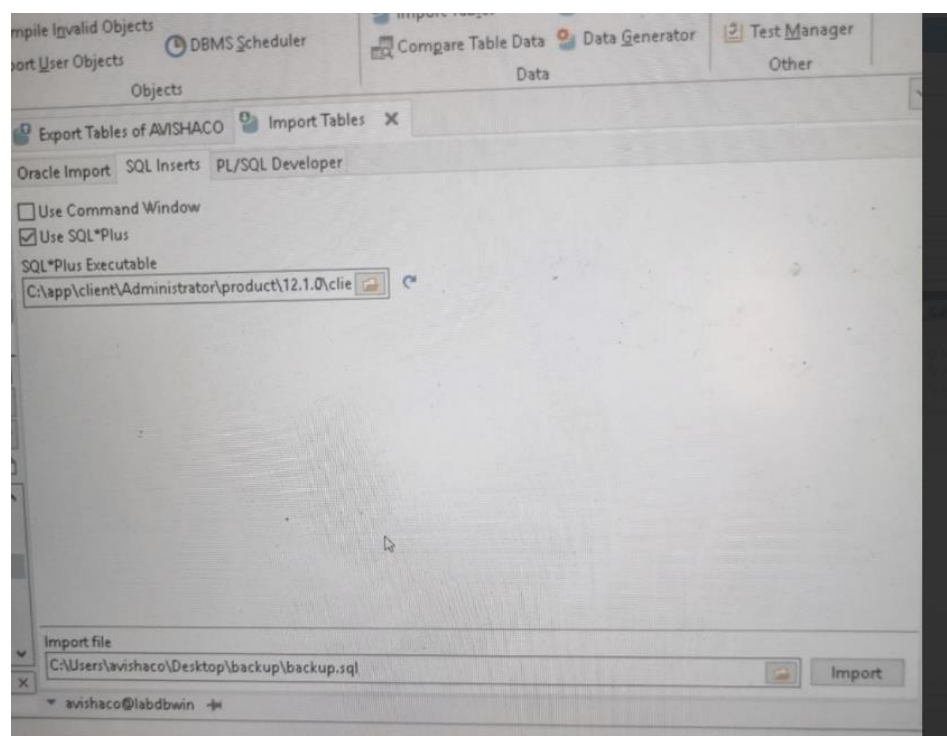 Invalid Objects
User Objects
DBMS Scheduler
Objects
Compare Table Data
Data Generator
Data
Test Manager
Other
Export Tables of AVISHACO
Import Tables X
Oracle Import SQL Inserts PL/SQL Developer
Use Command Window
Use SQL*Plus
SQL*Plus Executable
C:\app\client\Administrator\product\12.1.0\clie
Import file
C:\Users\avishaco\Desktop\backup\backup.sql
Import
avishaco@labdbwin